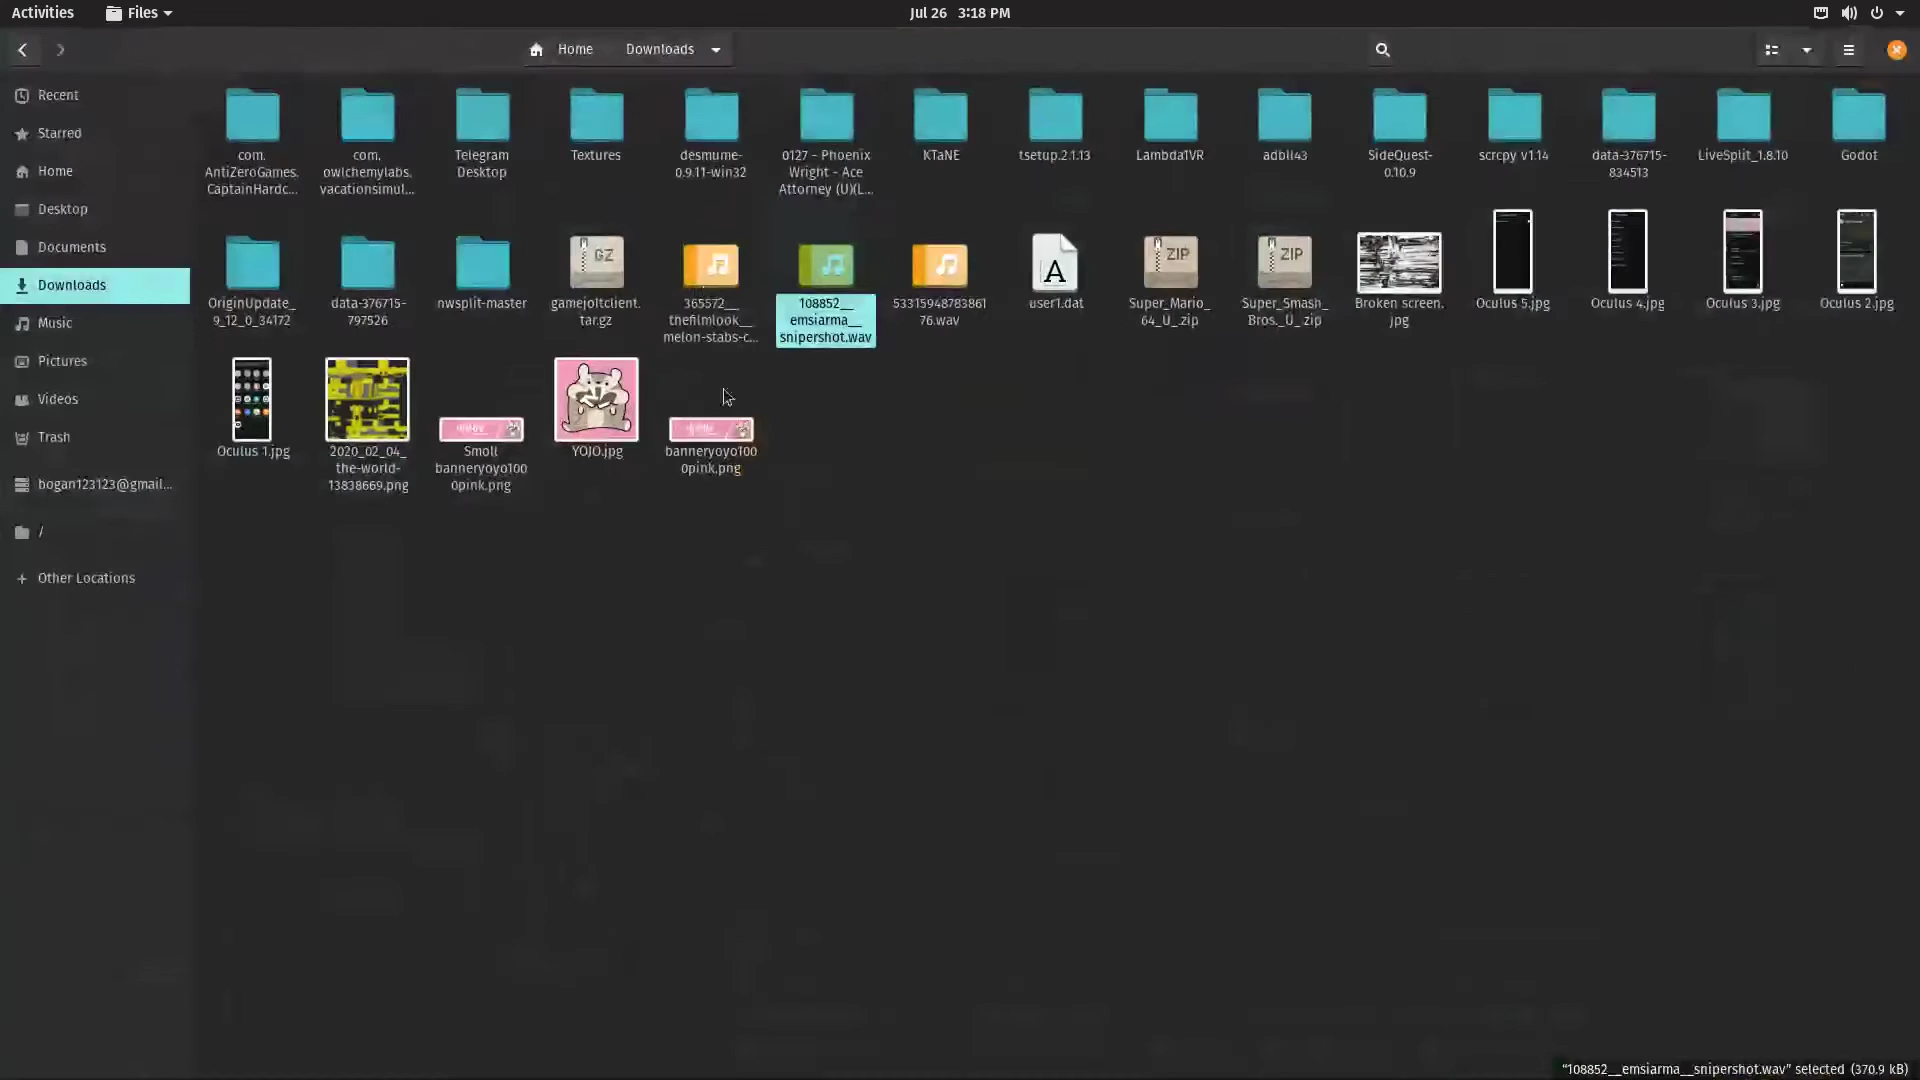 Activities
Files
Jul 26 3:18 PM
Home
Downloads
Recent
Starred
Home
Desktop
Documents
Downloads
Music
Pictures
Videos
Trash
bogan123123@gmail...
/
Other Locations
com.
AntiZeroGames.
CaptainHardc...
com.
owlchemylabs.
vacationsimul...
Telegram
Desktop
Textures
desmume-
0.9.11-win32
0127 - Phoenix
Wright - Ace
Attorney (U)(L...
KTaNE
tsetup.2.1.13
Lambda1VR
adbll43
SideQuest-
0.10.9
scrcpy v1.14
data-376715-
834513
LiveSplit_1.8.10
Godot
OriginUpdate_
9_12_0_34172
data-376715-
797526
nwsplit-master
GZ
gamejoltclient.
tar.gz
365572__
thefilmlook__
melon-stabs-c...
108852__
emsiarma__
snipershot.wav
53315948783861
76.wav
A
user1.dat
ZIP
Super_Mario_
64_U_.zip
ZIP
Super_Smash_
Bros._U_.zip
Broken screen.
jpg
Oculus 5.jpg
Oculus 4.jpg
Oculus 3.jpg
Oculus 2.jpg
Oculus 1.jpg
2020_02_04_
the-world-
13838669.png
Smoll
banneryoyo100
0pink.png
YOJO.jpg
banneryoyo100
0pink.png
"108852__emsiarma__snipershot.wav" selected (370.9 kB)